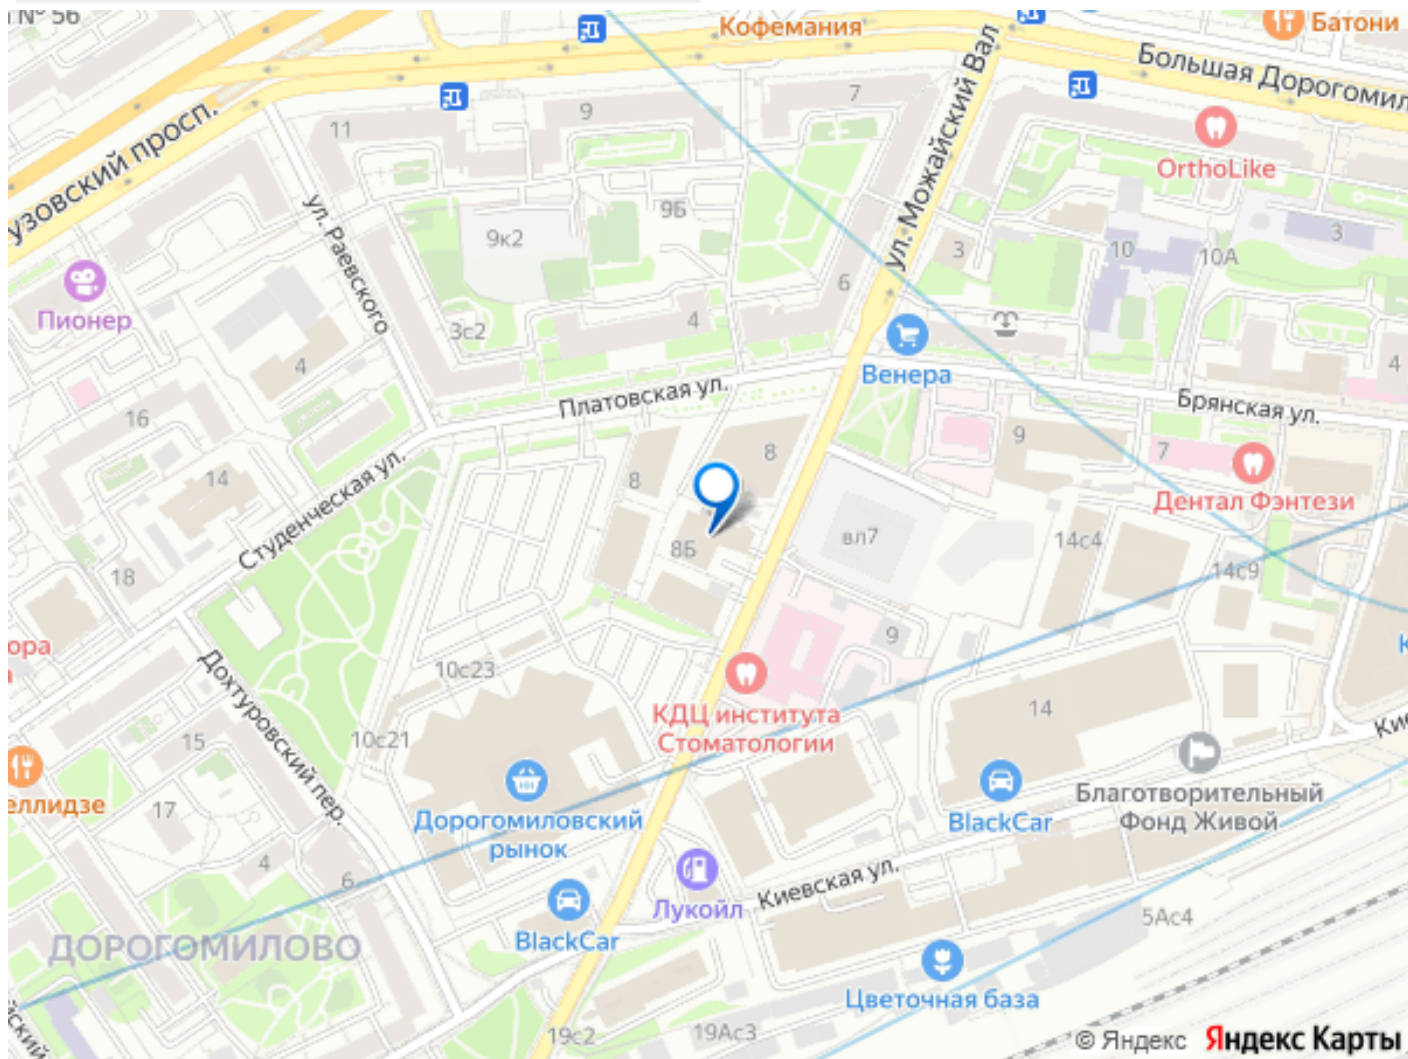 № 56
Кофемания
Батони
Большая Дорогомил
ул. Можайский Вал
узовский просп.
11
9
7
OrthoLike
ул. Раевского
9Б
9к2
3
10
10А
3
Пионер
6
3с2
4
4
Венера
4
Платовская ул.
Брянская ул.
16
9
7
8
14
8
Студенческая ул.
Дентал Фэнтези
8Б
вл7
14с4
18
14с9
ора
9
К
10с23
Дохтуровский пер.
14
КДЦ института
Стоматологии
15
10с21
Кие
еллидзе
17
Дорогомиловский
рынок
BlackCar
Благотворительный
Фонд Живой
4
6
Киевская ул.
Лукойл
5Ас4
ДОРОГОМИЛОВО
BlackCar
Цветочная база
йский
19с2
19Ас3
© Яндекс Яндекс Карты